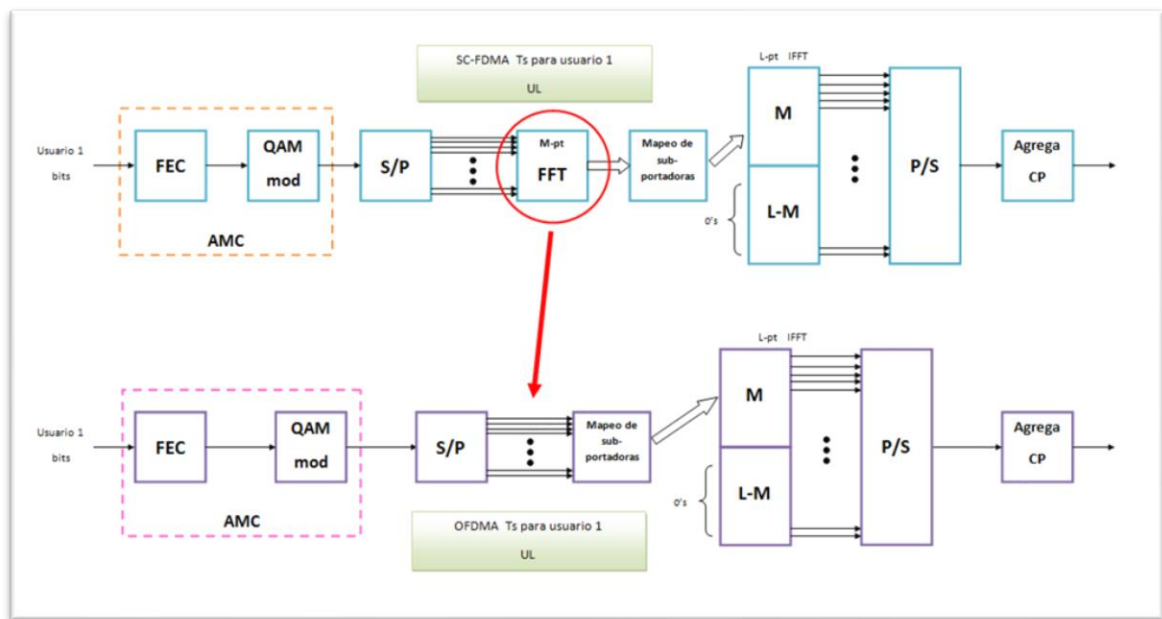 SC-FDMA Ts para usuario 1
UL
L-pt IFFT
Usuario 1
bits
FEC
QAM
mod
AMC
S/P
M-pt
FFT
Mapeo de
sub-
portadoras
M
L-M
0's
P/S
Agrega
CP
L-pt IFFT
Usuario 1
bits
FEC
QAM
mod
AMC
S/P
Mapeo de
sub-
portadoras
M
L-M
0's
P/S
Agrega
CP
OFDMA Ts para usuario 1
UL